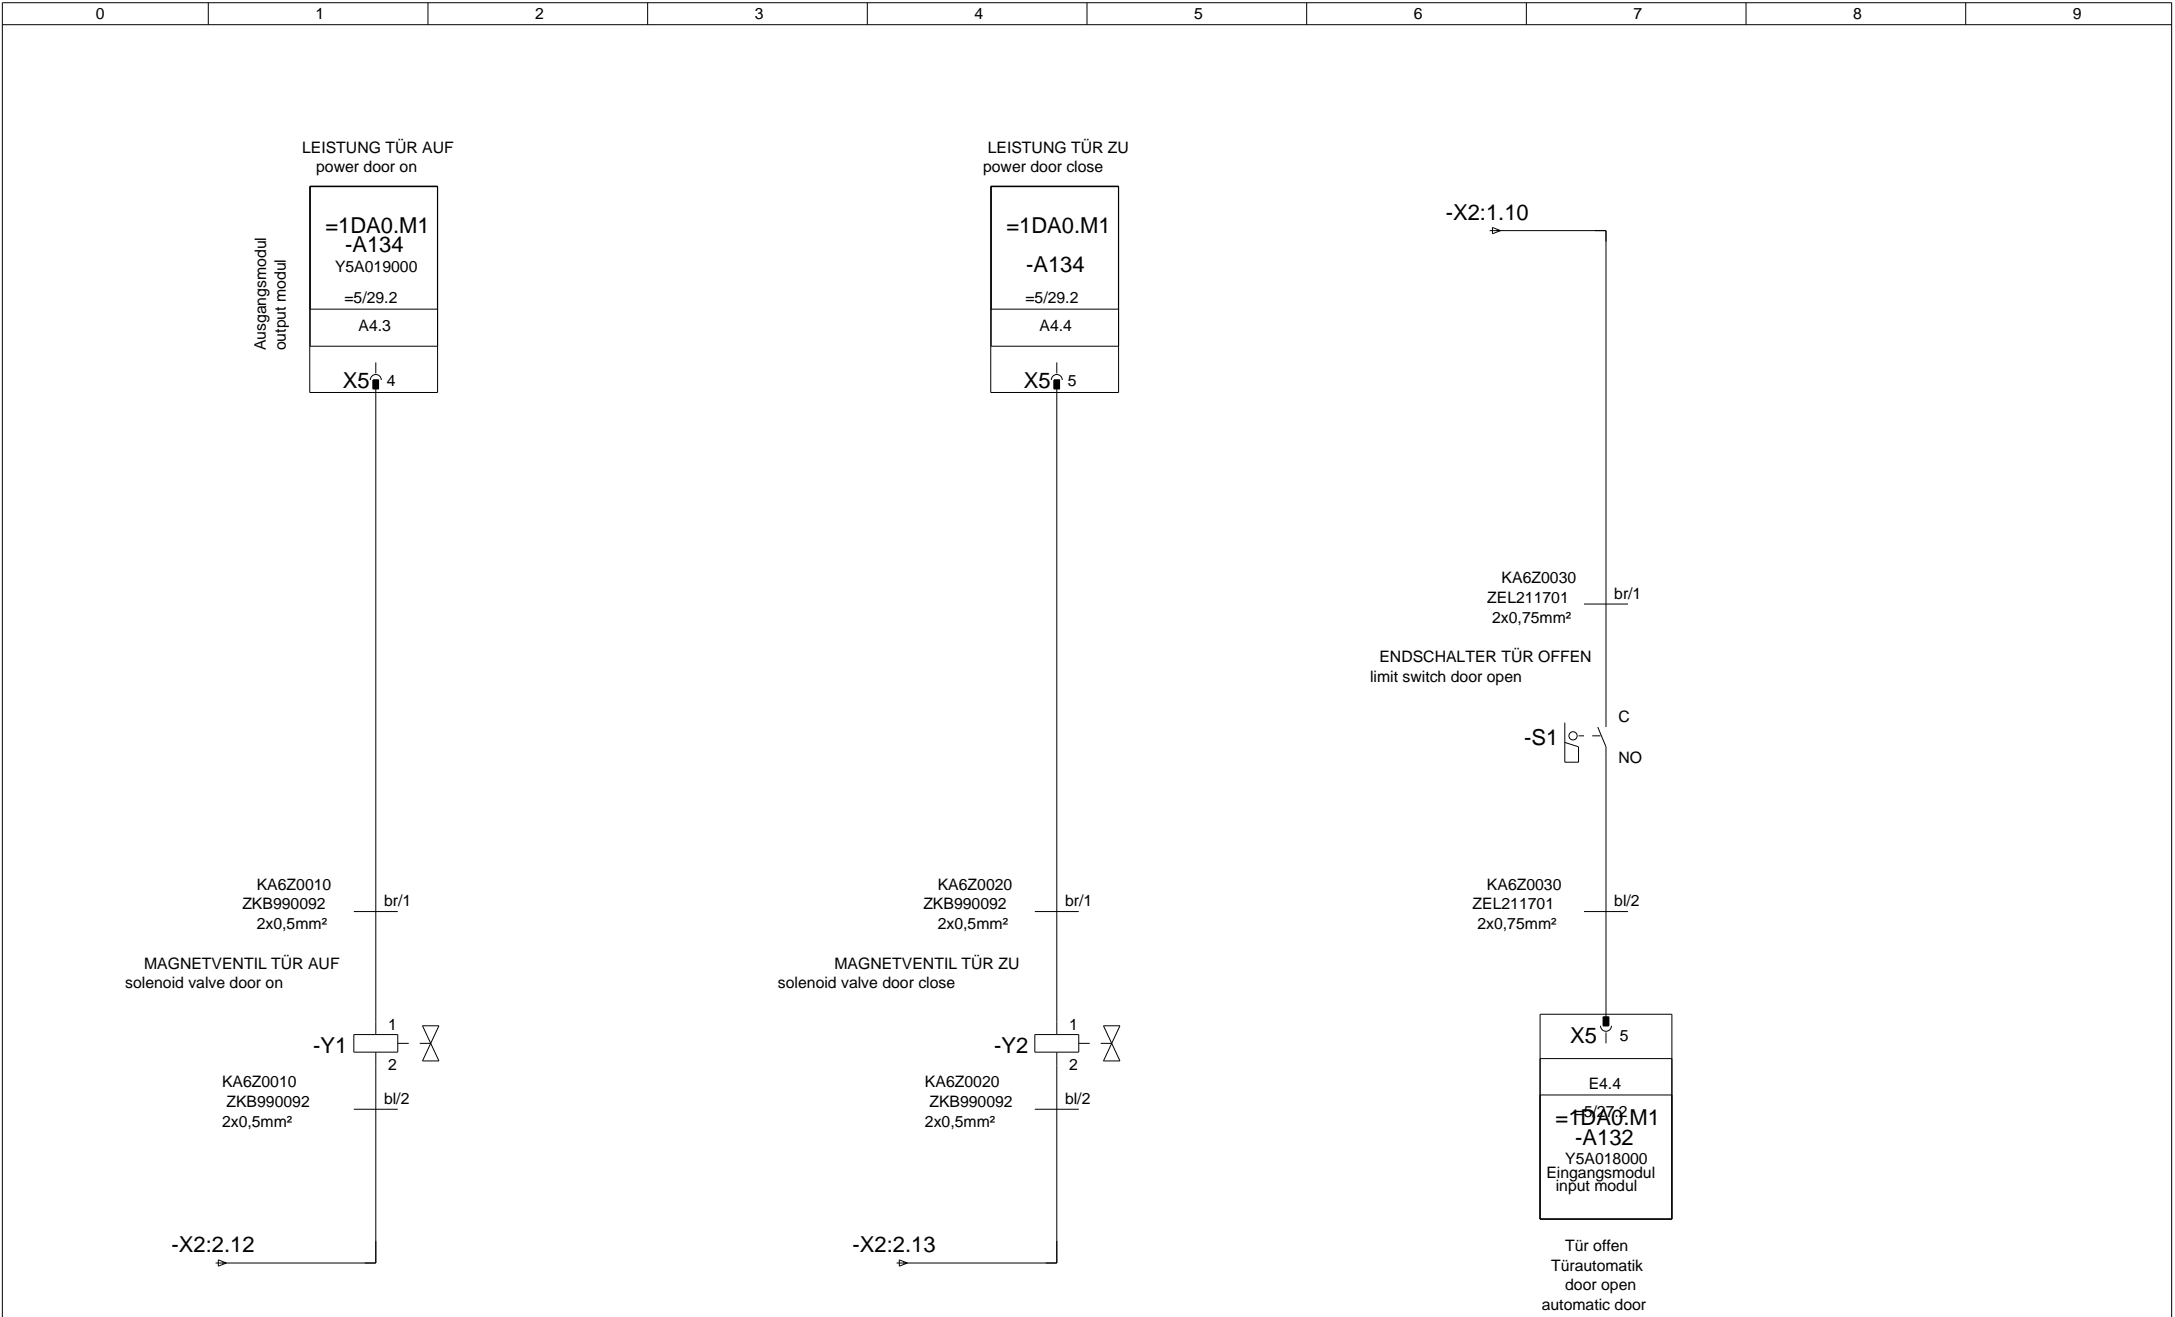 0 1 2 3 4 5 6 7 8 9
LEISTUNG TÜR AUF
power door on
Ausgangsmodul
output modul
=1DA0.M1
-A134
Y5A019000
=5/29.2
A4.3
X5 4
KA6Z0010
ZKB990092
2x0,5mm²
br/1
MAGNETVENTIL TÜR AUF
solenoid valve door on
1
-Y1
2
KA6Z0010
ZKB990092
2x0,5mm²
bl/2
-X2:2.12
LEISTUNG TÜR ZU
power door close
=1DA0.M1
-A134
=5/29.2
A4.4
X5 5
KA6Z0020
ZKB990092
2x0,5mm²
br/1
MAGNETVENTIL TÜR ZU
solenoid valve door close
1
-Y2
2
KA6Z0020
ZKB990092
2x0,5mm²
bl/2
-X2:2.13
-X2:1.10
KA6Z0030
ZEL211701
2x0,75mm²
br/1
ENDSCHALTER TÜR OFFEN
limit switch door open
C
-S1
NO
KA6Z0030
ZEL211701
2x0,75mm²
bl/2
X5 5
E4.4
=5/27.2
=1DA0.M1
-A132
Y5A018000
Eingangsmodul
input modul
Tür offen
Türautomatik
door open
automatic door